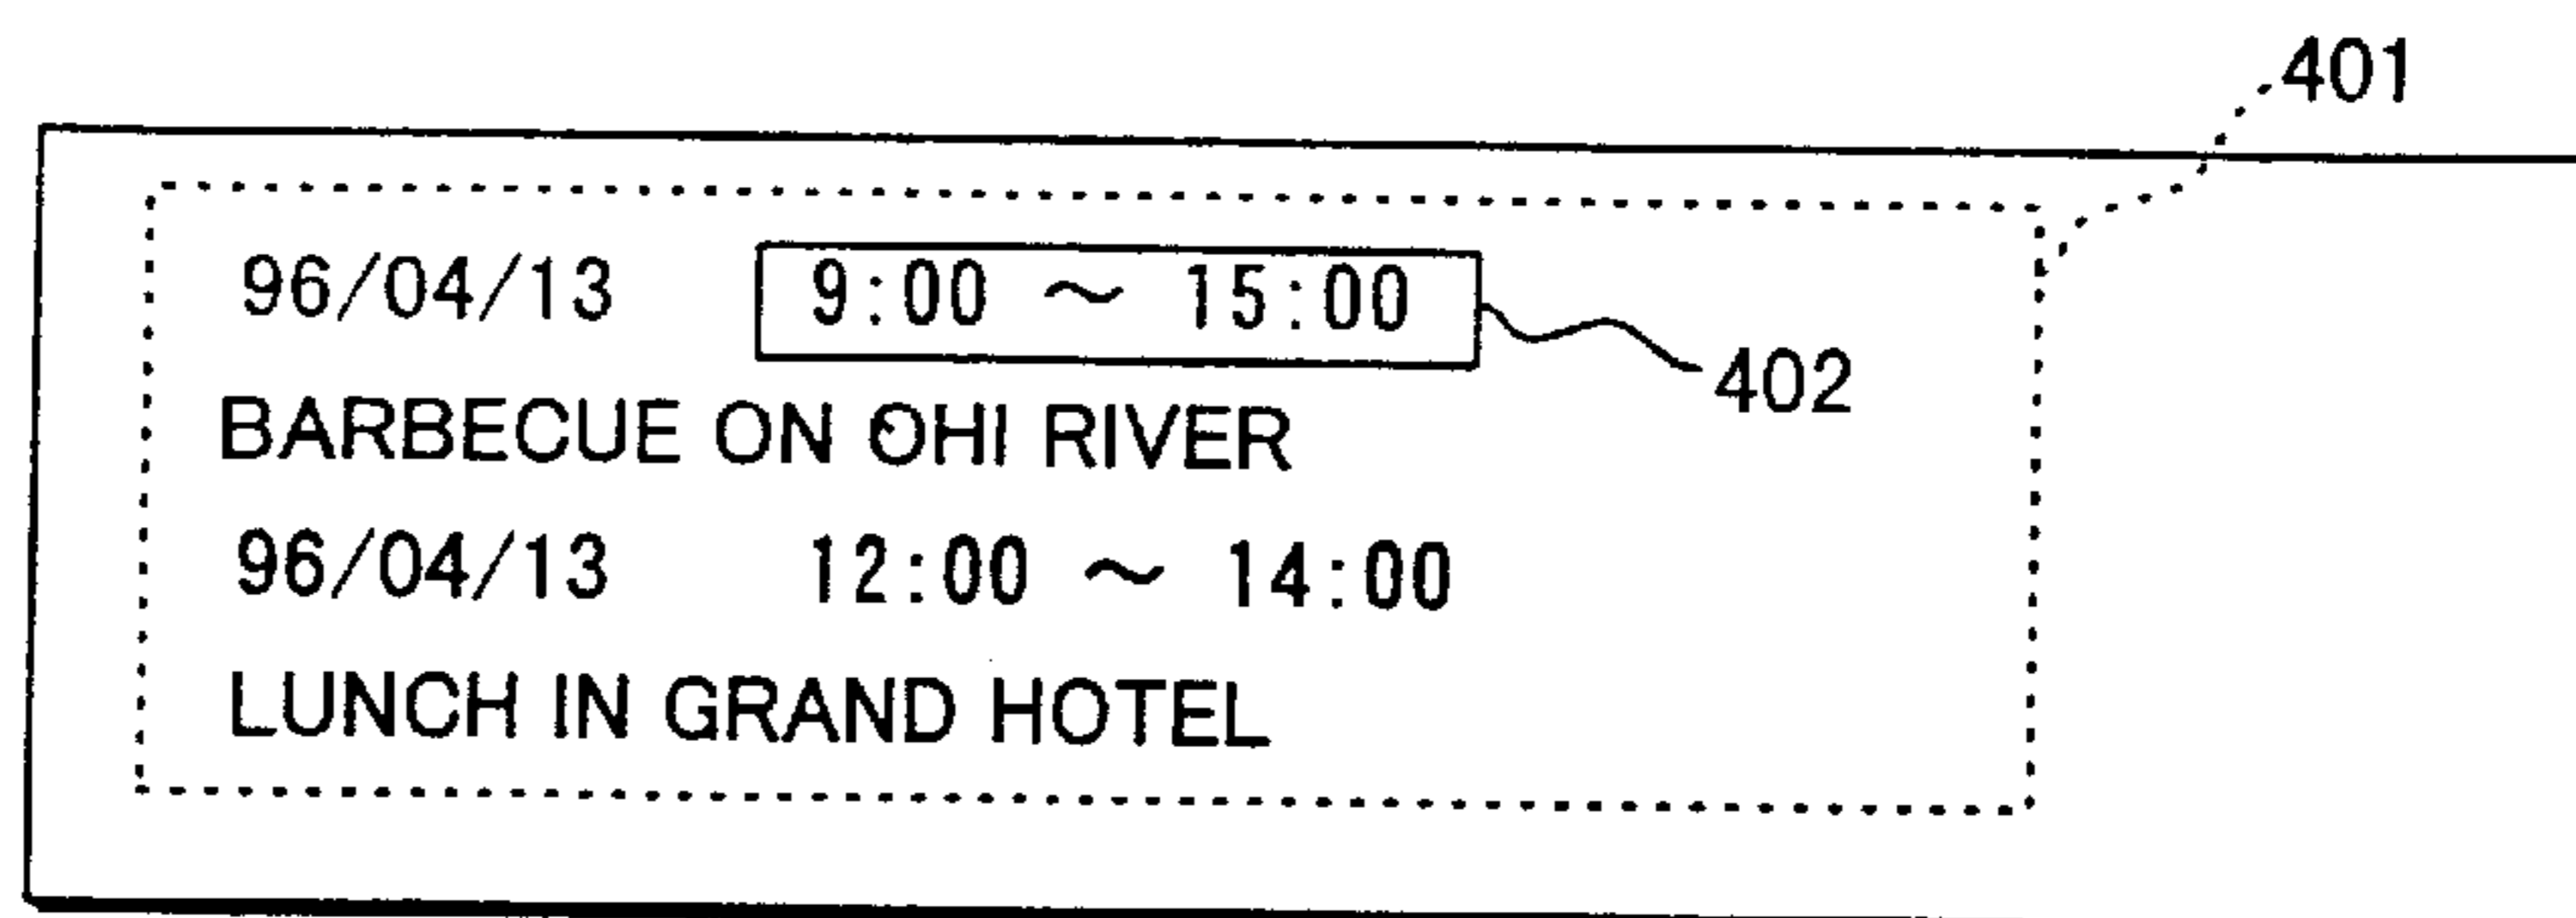 401
96/04/13 9:00 ～ 15:00
402
BARBECUE ON OHI RIVER
96/04/13 12:00 ～ 14:00
LUNCH IN GRAND HOTEL